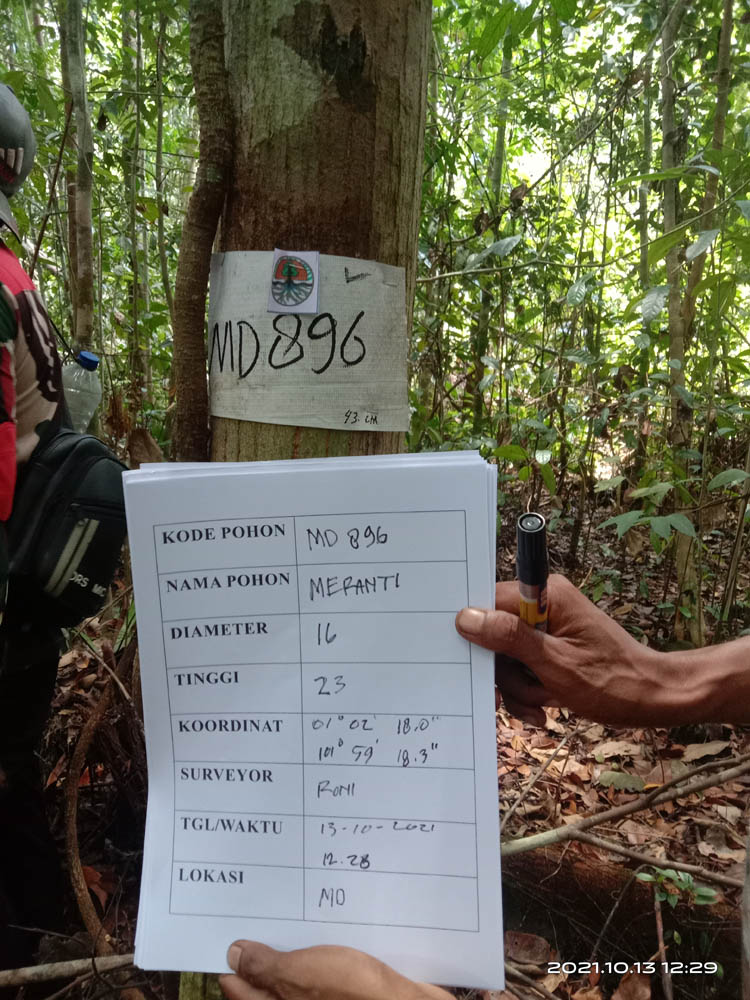 MD 896
43. CM
KODE POHON MD 896
NAMA POHON MERANTI
DIAMETER 16
TINGGI 23
KOORDINAT 01° 02' 18.0"
101° 59' 18.3"
SURVEYOR RONI
TGL/WAKTU 13-10-2021
12.28
LOKASI MD
2021.10.13 12:29